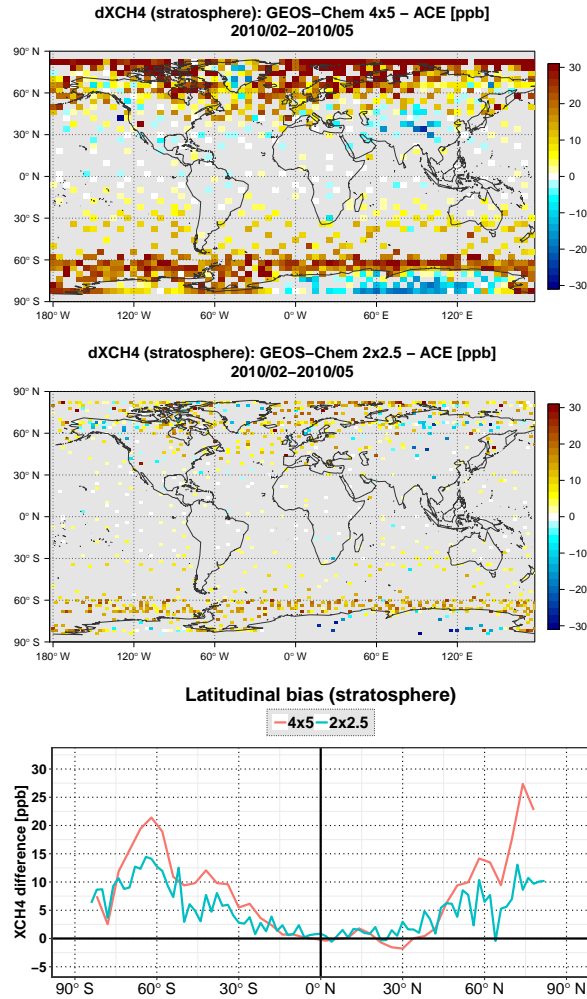 dXCH4 (stratosphere): GEOS−Chem 4x5 − ACE [ppb]
2010/02−2010/05
90° N
60° N
30° N
0° N
30° S
60° S
90° S
180° W
120° W
60° W
0° W
60° E
120° E
30
20
10
0
−10
−20
−30
dXCH4 (stratosphere): GEOS−Chem 2x2.5 − ACE [ppb]
2010/02−2010/05
90° N
60° N
30° N
0° N
30° S
60° S
90° S
180° W
120° W
60° W
0° W
60° E
120° E
30
20
10
0
−10
−20
−30
Latitudinal bias (stratosphere)
4x5 2x2.5
XCH4 difference [ppb]
30
25
20
15
10
5
0
−5
90° S 60° S 30° S 0° N 30° N 60° N 90° N